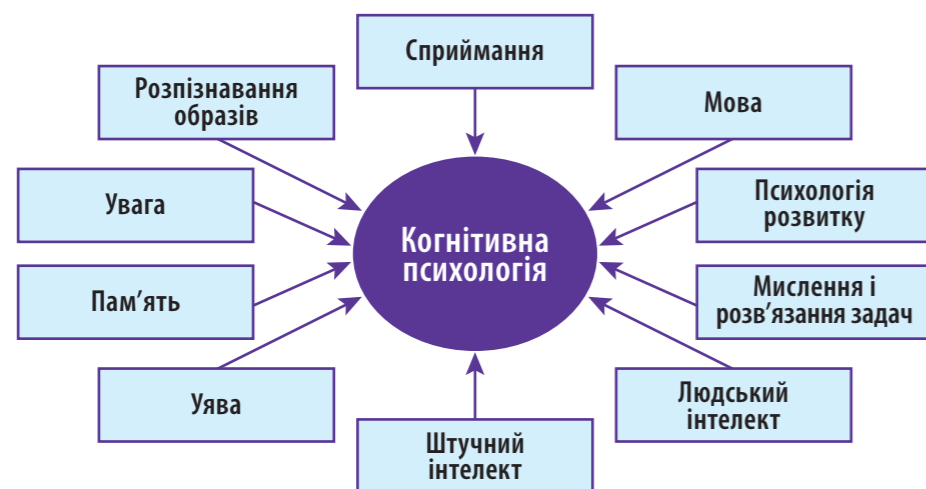 Сприймання
Розпізнавання
образів
Мова
Увага
Психологія
розвитку
Когнітивна
психологія
Пам’ять
Мислення і
розв’язання задач
Уява
Людський
інтелект
Штучний
інтелект